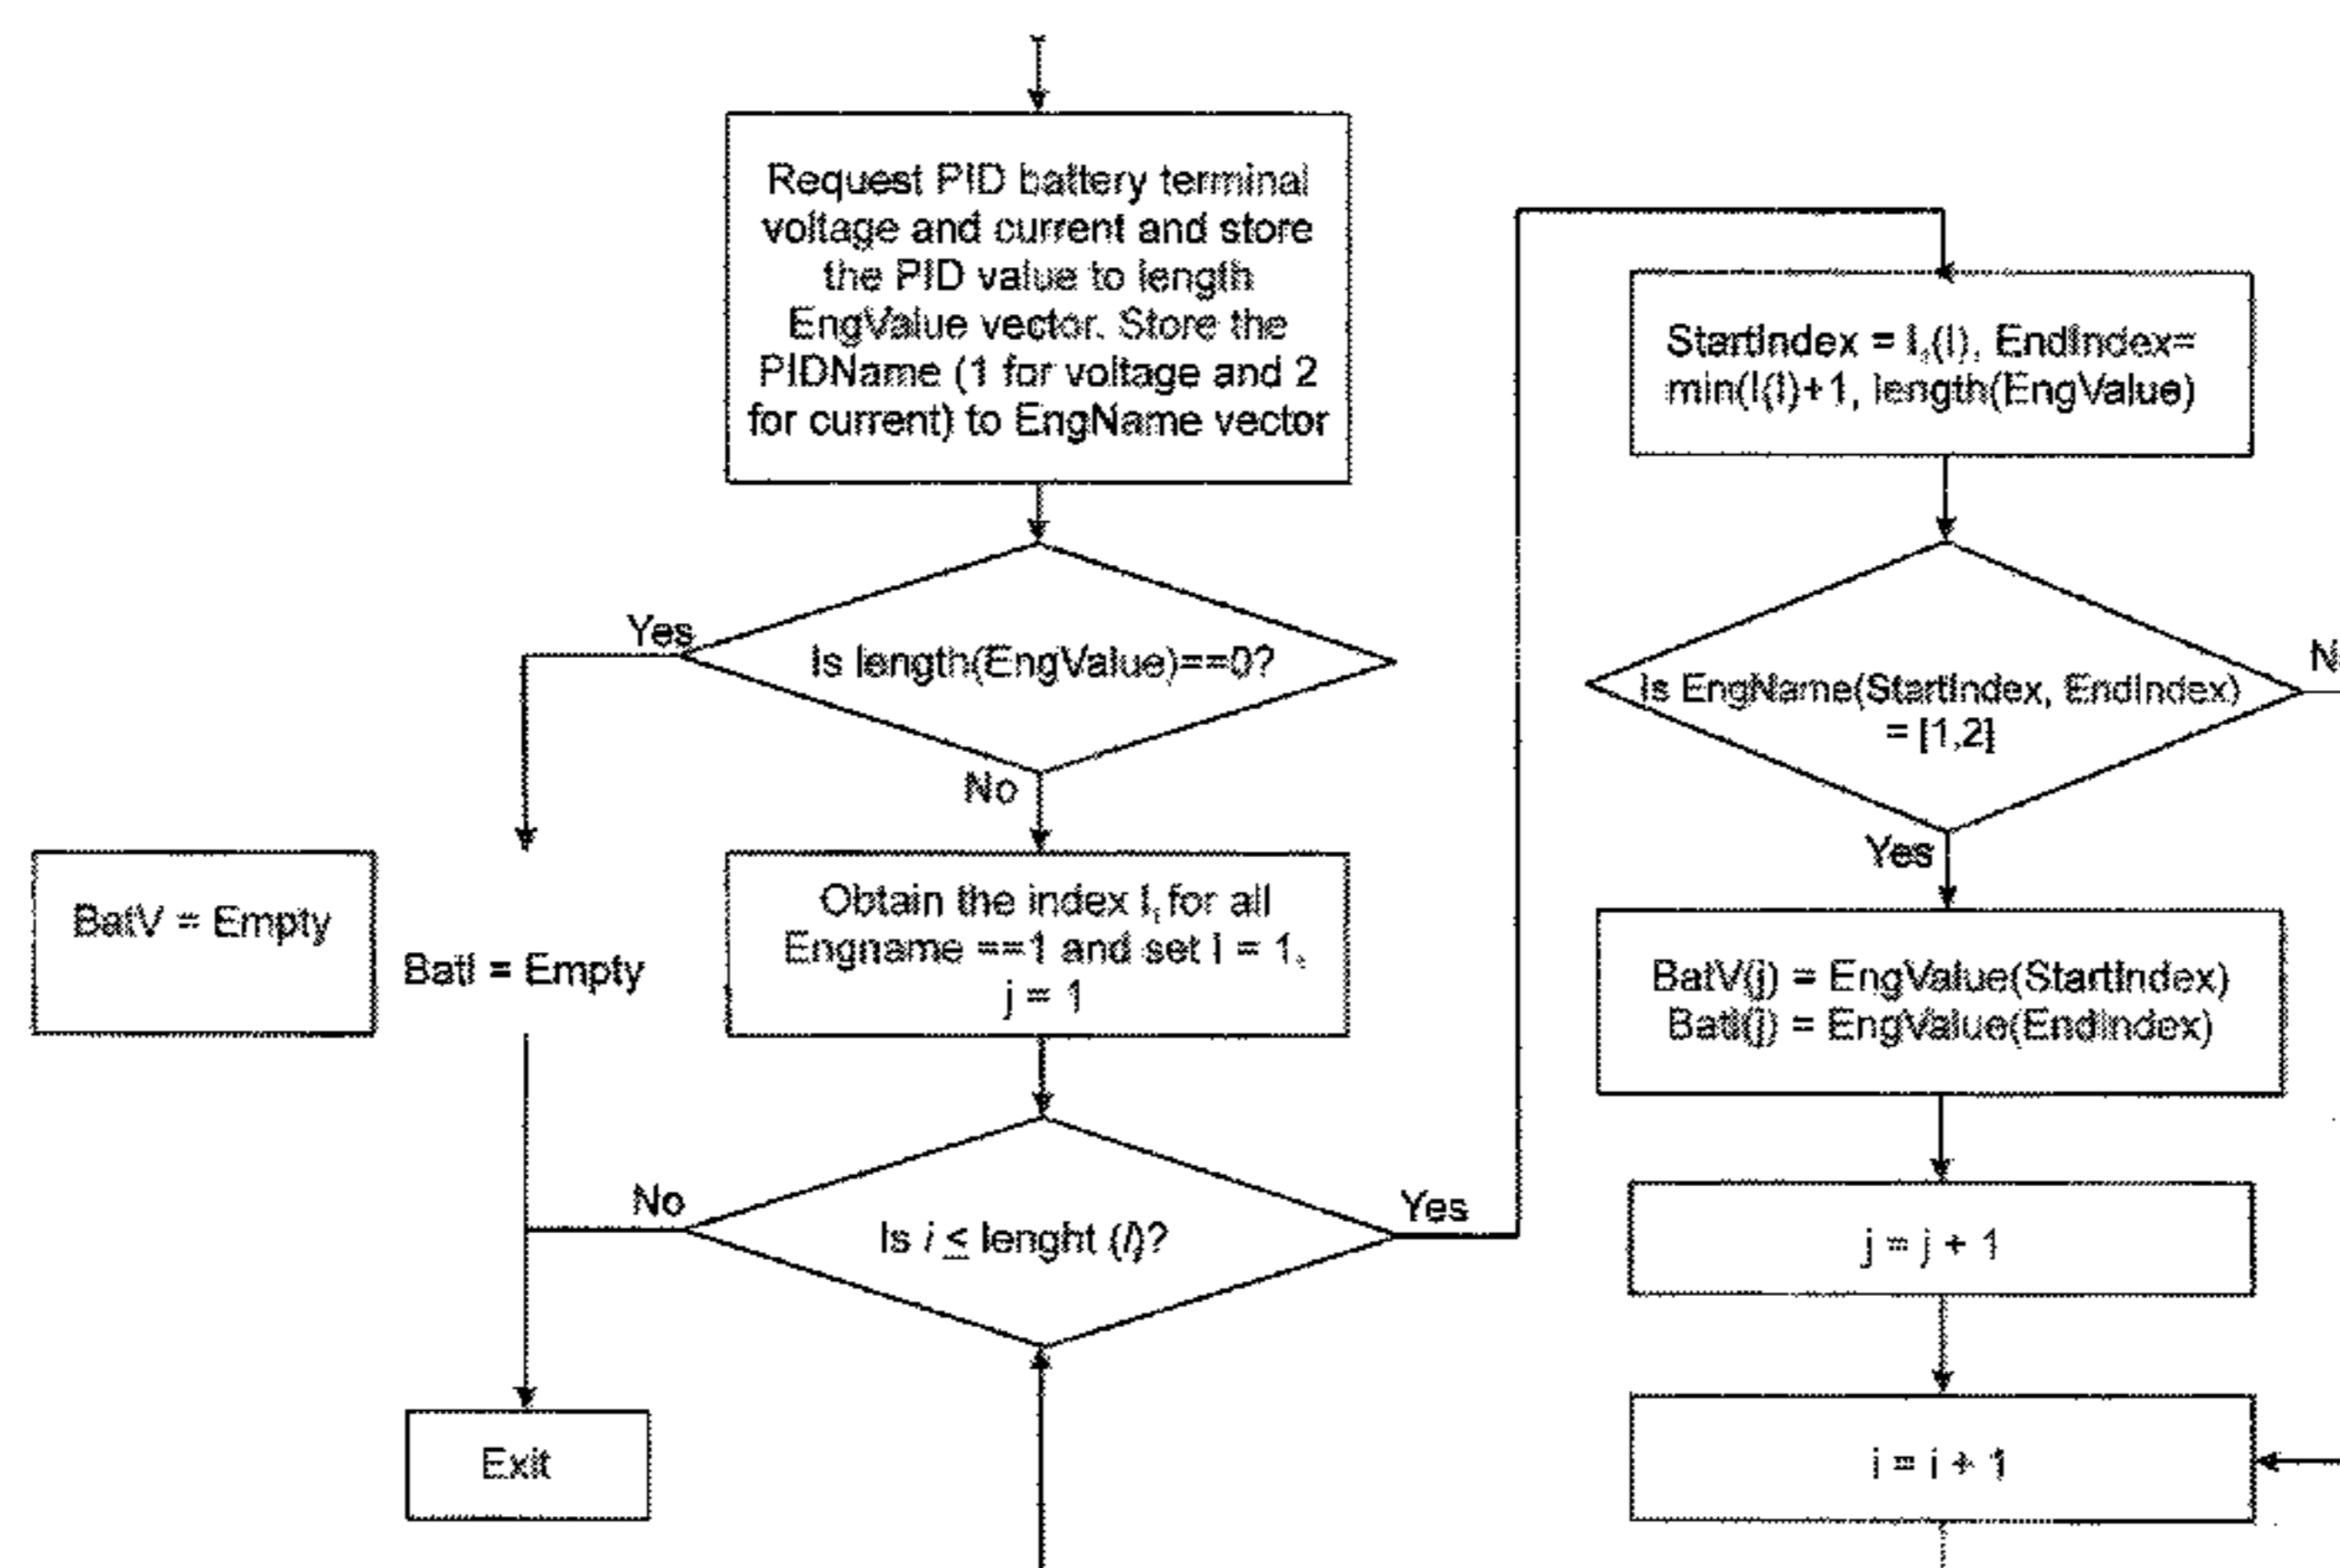 Request PID battery terminal
voltage and current and store
the PID value to length
EngValue vector. Store the
PIDName (1 for voltage and 2
for current) to EngName vector
Yes
Is length(EngValue)==0?
No
BatV = Empty
BatI = Empty
Obtain the index I₁ for all
Engname ==1 and set I = 1,
j = 1
No
Is i ≤ lenght (I)?
Yes
Exit
StartIndex = I₁(I), EndIndex=
min(I(I)+1, length(EngValue)
Is EngName(StartIndex, EndIndex)
= [1,2]
Yes
BatV(j) = EngValue(StartIndex)
BatI(j) = EngValue(EndIndex)
j = j + 1
i = i + 1